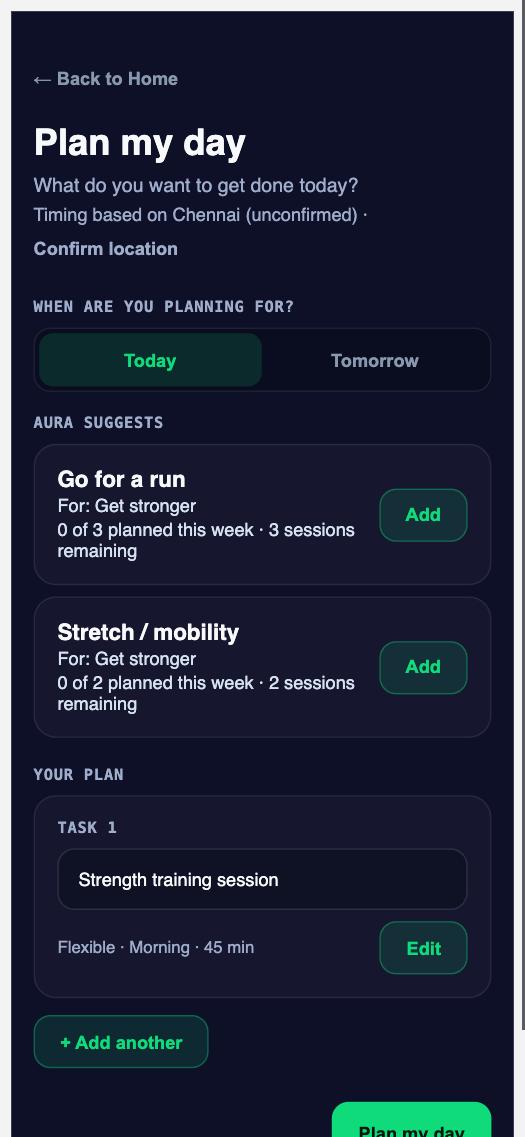 ← Back to Home
Plan my day
What do you want to get done today?
Timing based on Chennai (unconfirmed) ·
Confirm location
WHEN ARE YOU PLANNING FOR?
Today
Tomorrow
AURA SUGGESTS
Go for a run
For: Get stronger
0 of 3 planned this week · 3 sessions
remaining
Add
Stretch / mobility
For: Get stronger
0 of 2 planned this week · 2 sessions
remaining
Add
YOUR PLAN
TASK 1
Strength training session
Flexible · Morning · 45 min
Edit
+ Add another
Plan my day